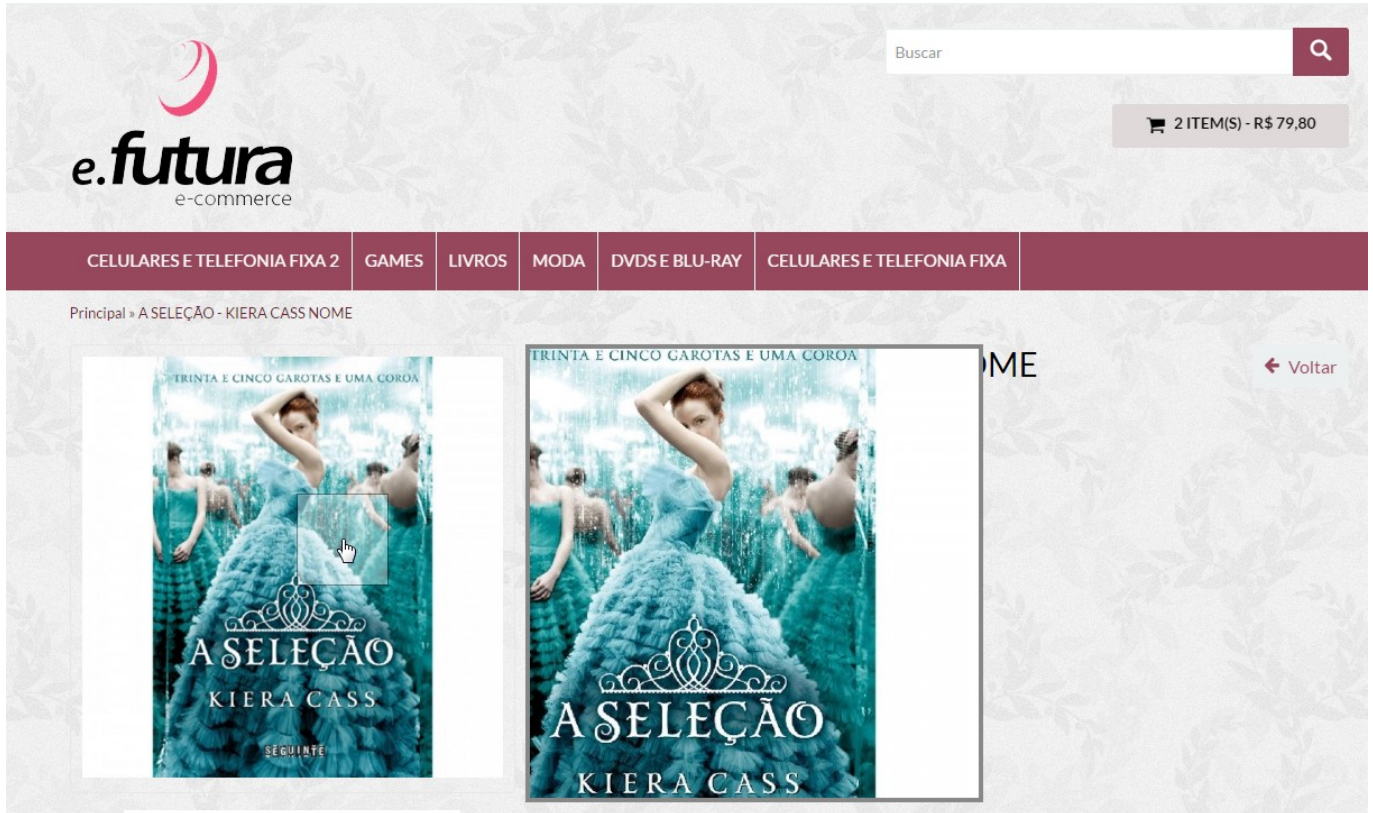 Buscar
2 ITEM(S) - R$ 79,80
e.futura
e-commerce
CELULARES E TELEFONIA FIXA 2 GAMES LIVROS MODA DVDS E BLU-RAY CELULARES E TELEFONIA FIXA
Principal » A SELEÇÃO - KIERA CASS NOME
OME
Voltar
TRINTA E CINCO GAROTAS E UMA COROA
A SELEÇÃO
KIERA CASS
SEGUINTE
TRINTA E CINCO GAROTAS E UMA COROA
A SELEÇÃO
KIERA CASS